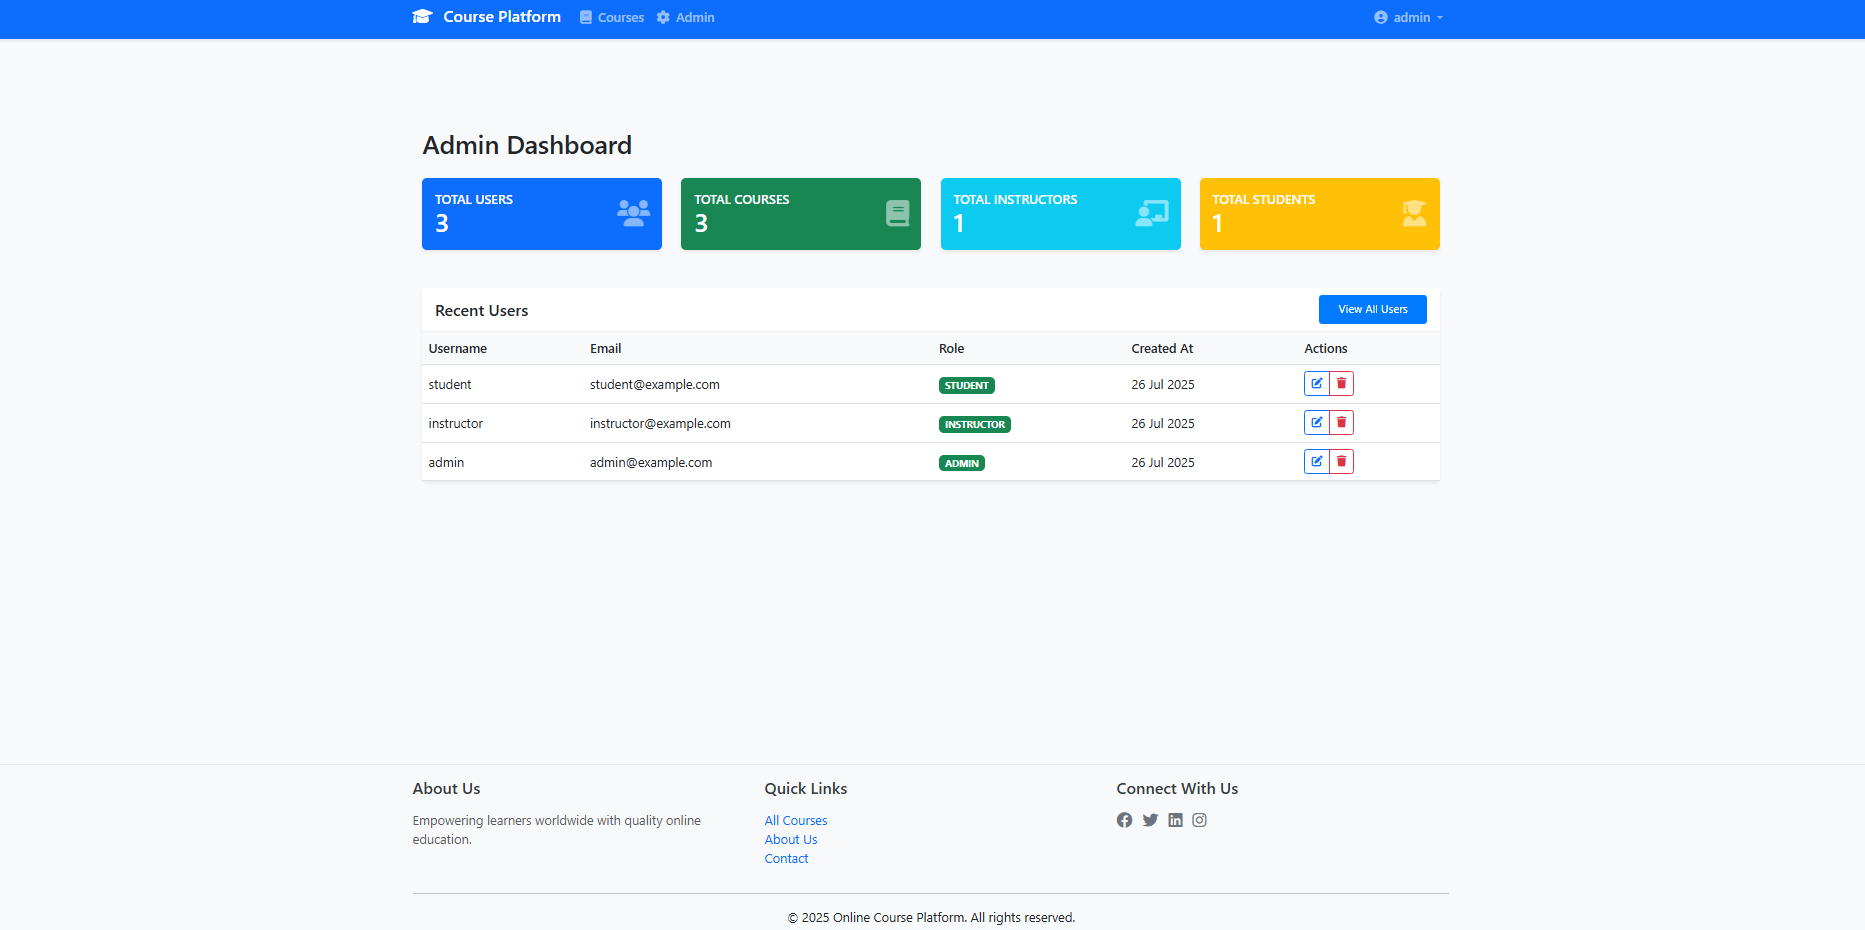 Course Platform Courses Admin admin
Admin Dashboard
TOTAL USERS
3
TOTAL COURSES
3
TOTAL INSTRUCTORS
1
TOTAL STUDENTS
1
Recent Users View All Users
Username Email Role Created At Actions
student student@example.com STUDENT 26 Jul 2025
instructor instructor@example.com INSTRUCTOR 26 Jul 2025
admin admin@example.com ADMIN 26 Jul 2025
About Us
Empowering learners worldwide with quality online
education.
Quick Links
All Courses
About Us
Contact
Connect With Us
© 2025 Online Course Platform. All rights reserved.